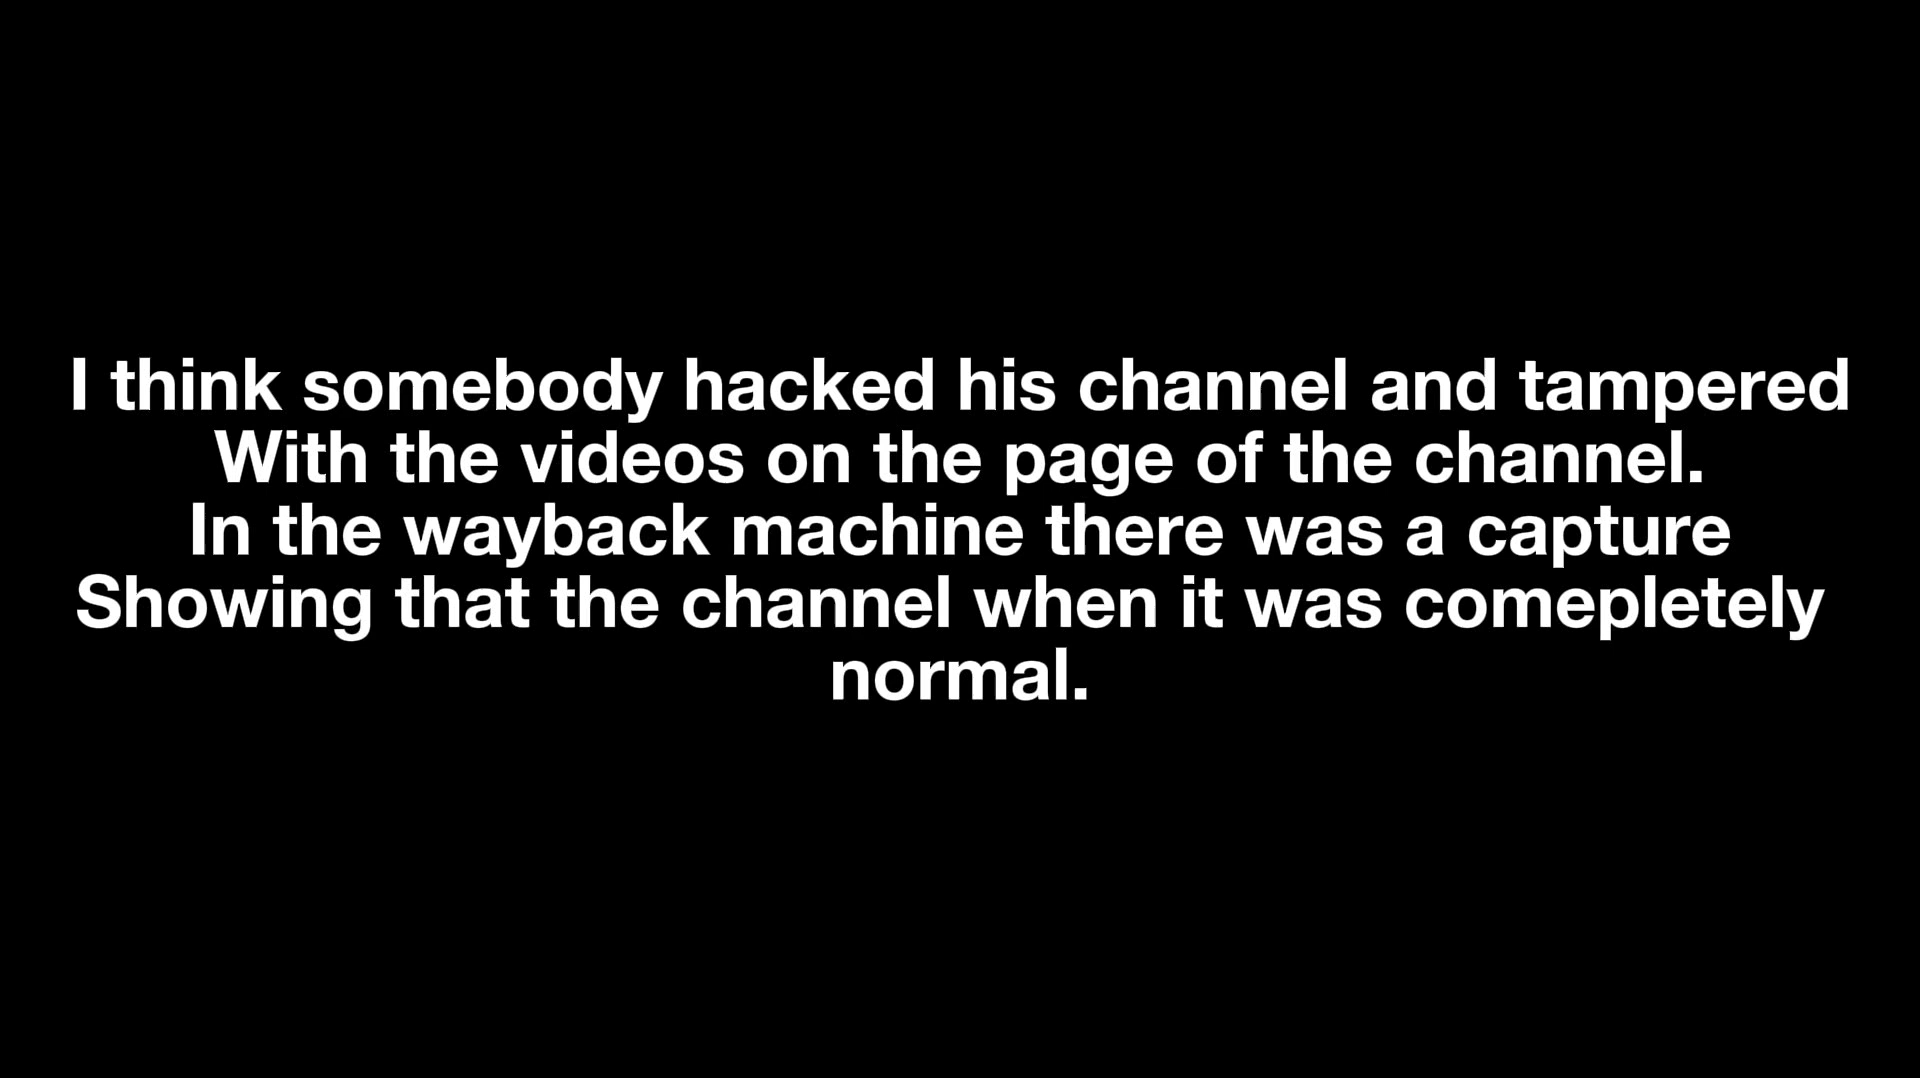 I think somebody hacked his channel and tampered
With the videos on the page of the channel.
In the wayback machine there was a capture
Showing that the channel when it was comepletely
normal.